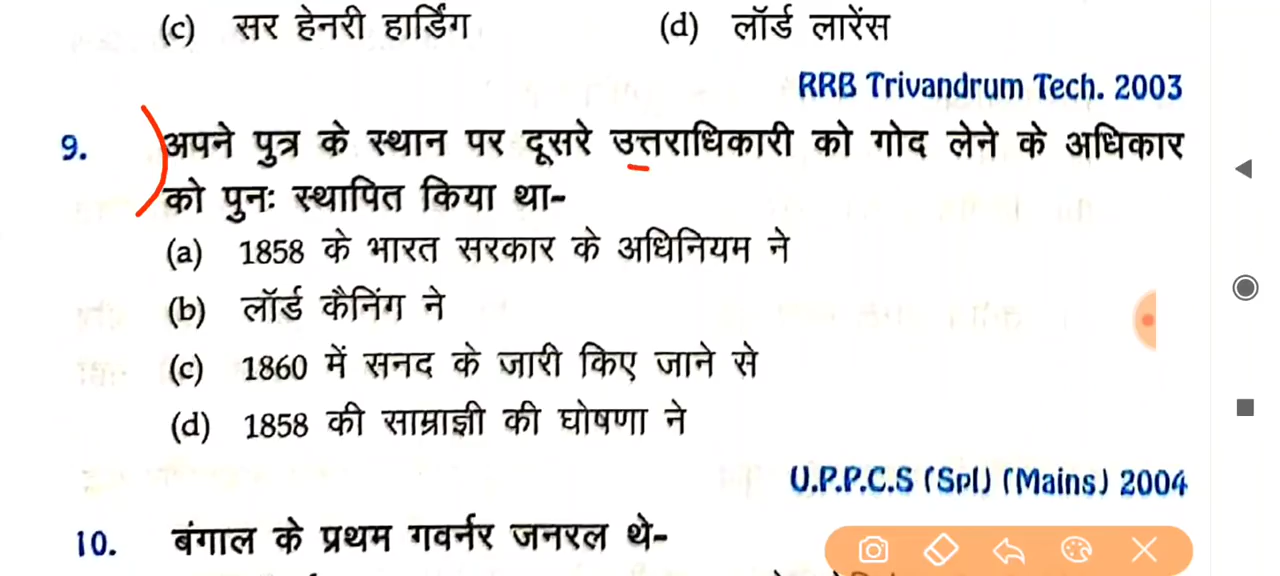 (c) सर हेनरी हार्डिंग (d) लॉर्ड लारेंस
RRB Trivandrum Tech. 2003
9. अपने पुत्र के स्थान पर दूसरे उत्तराधिकारी को गोद लेने के अधिकार
को पुनः स्थापित किया था-
(a) 1858 के भारत सरकार के अधिनियम ने
(b) लॉर्ड कैनिंग ने
(c) 1860 में सनद के जारी किए जाने से
(d) 1858 की साम्राज्ञी की घोषणा ने
U.P.P.C.S (Spl) (Mains) 2004
10. बंगाल के प्रथम गवर्नर जनरल थे-